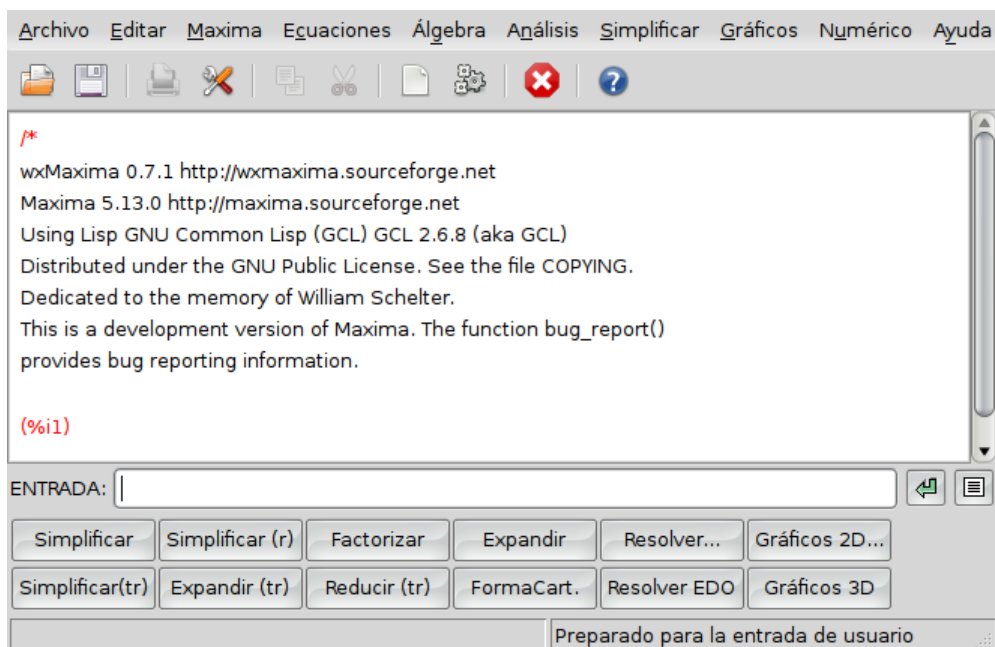 Archivo Editar Maxima Ecuaciones Álgebra Análisis Simplificar Gráficos Numérico Ayuda
/*
wxMaxima 0.7.1 http://wxmaxima.sourceforge.net
Maxima 5.13.0 http://maxima.sourceforge.net
Using Lisp GNU Common Lisp (GCL) GCL 2.6.8 (aka GCL)
Distributed under the GNU Public License. See the file COPYING.
Dedicated to the memory of William Schelter.
This is a development version of Maxima. The function bug_report()
provides bug reporting information.
(%i1)
ENTRADA:
Simplificar Simplificar (r) Factorizar Expandir Resolver... Gráficos 2D...
Simplificar(tr) Expandir (tr) Reducir (tr) FormaCart. Resolver EDO Gráficos 3D
Preparado para la entrada de usuario